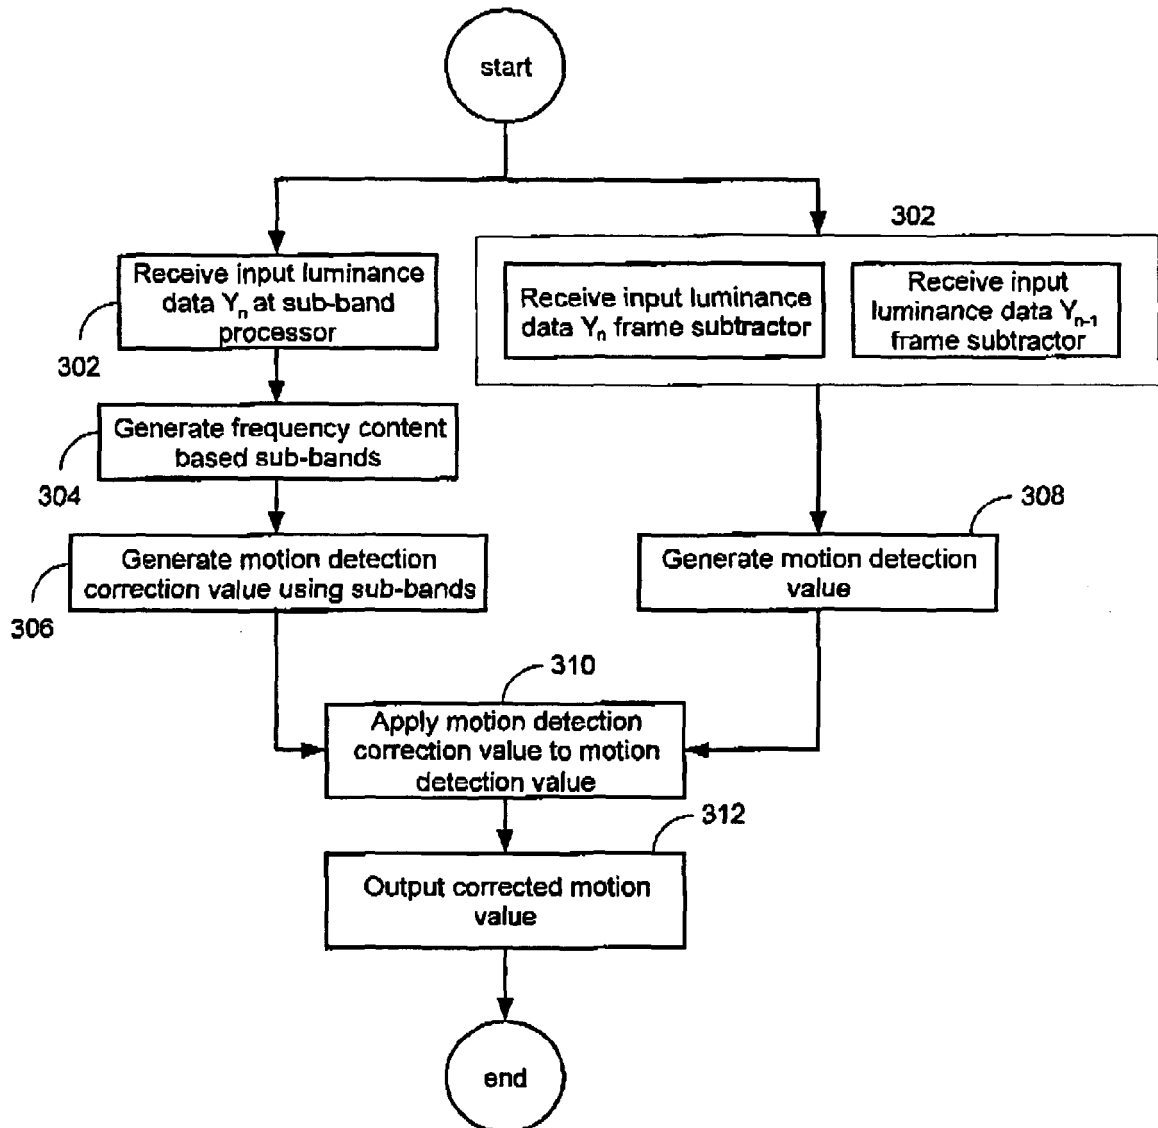 start
302
Receive input luminance
data Yn at sub-band
processor
302
Receive input luminance
data Yn frame subtractor
Receive input
luminance data Yn-1
frame subtractor
Generate frequency content
based sub-bands
304
308
Generate motion detection
correction value using sub-bands
306
Generate motion detection
value
310
Apply motion detection
correction value to motion
detection value
312
Output corrected motion
value
end